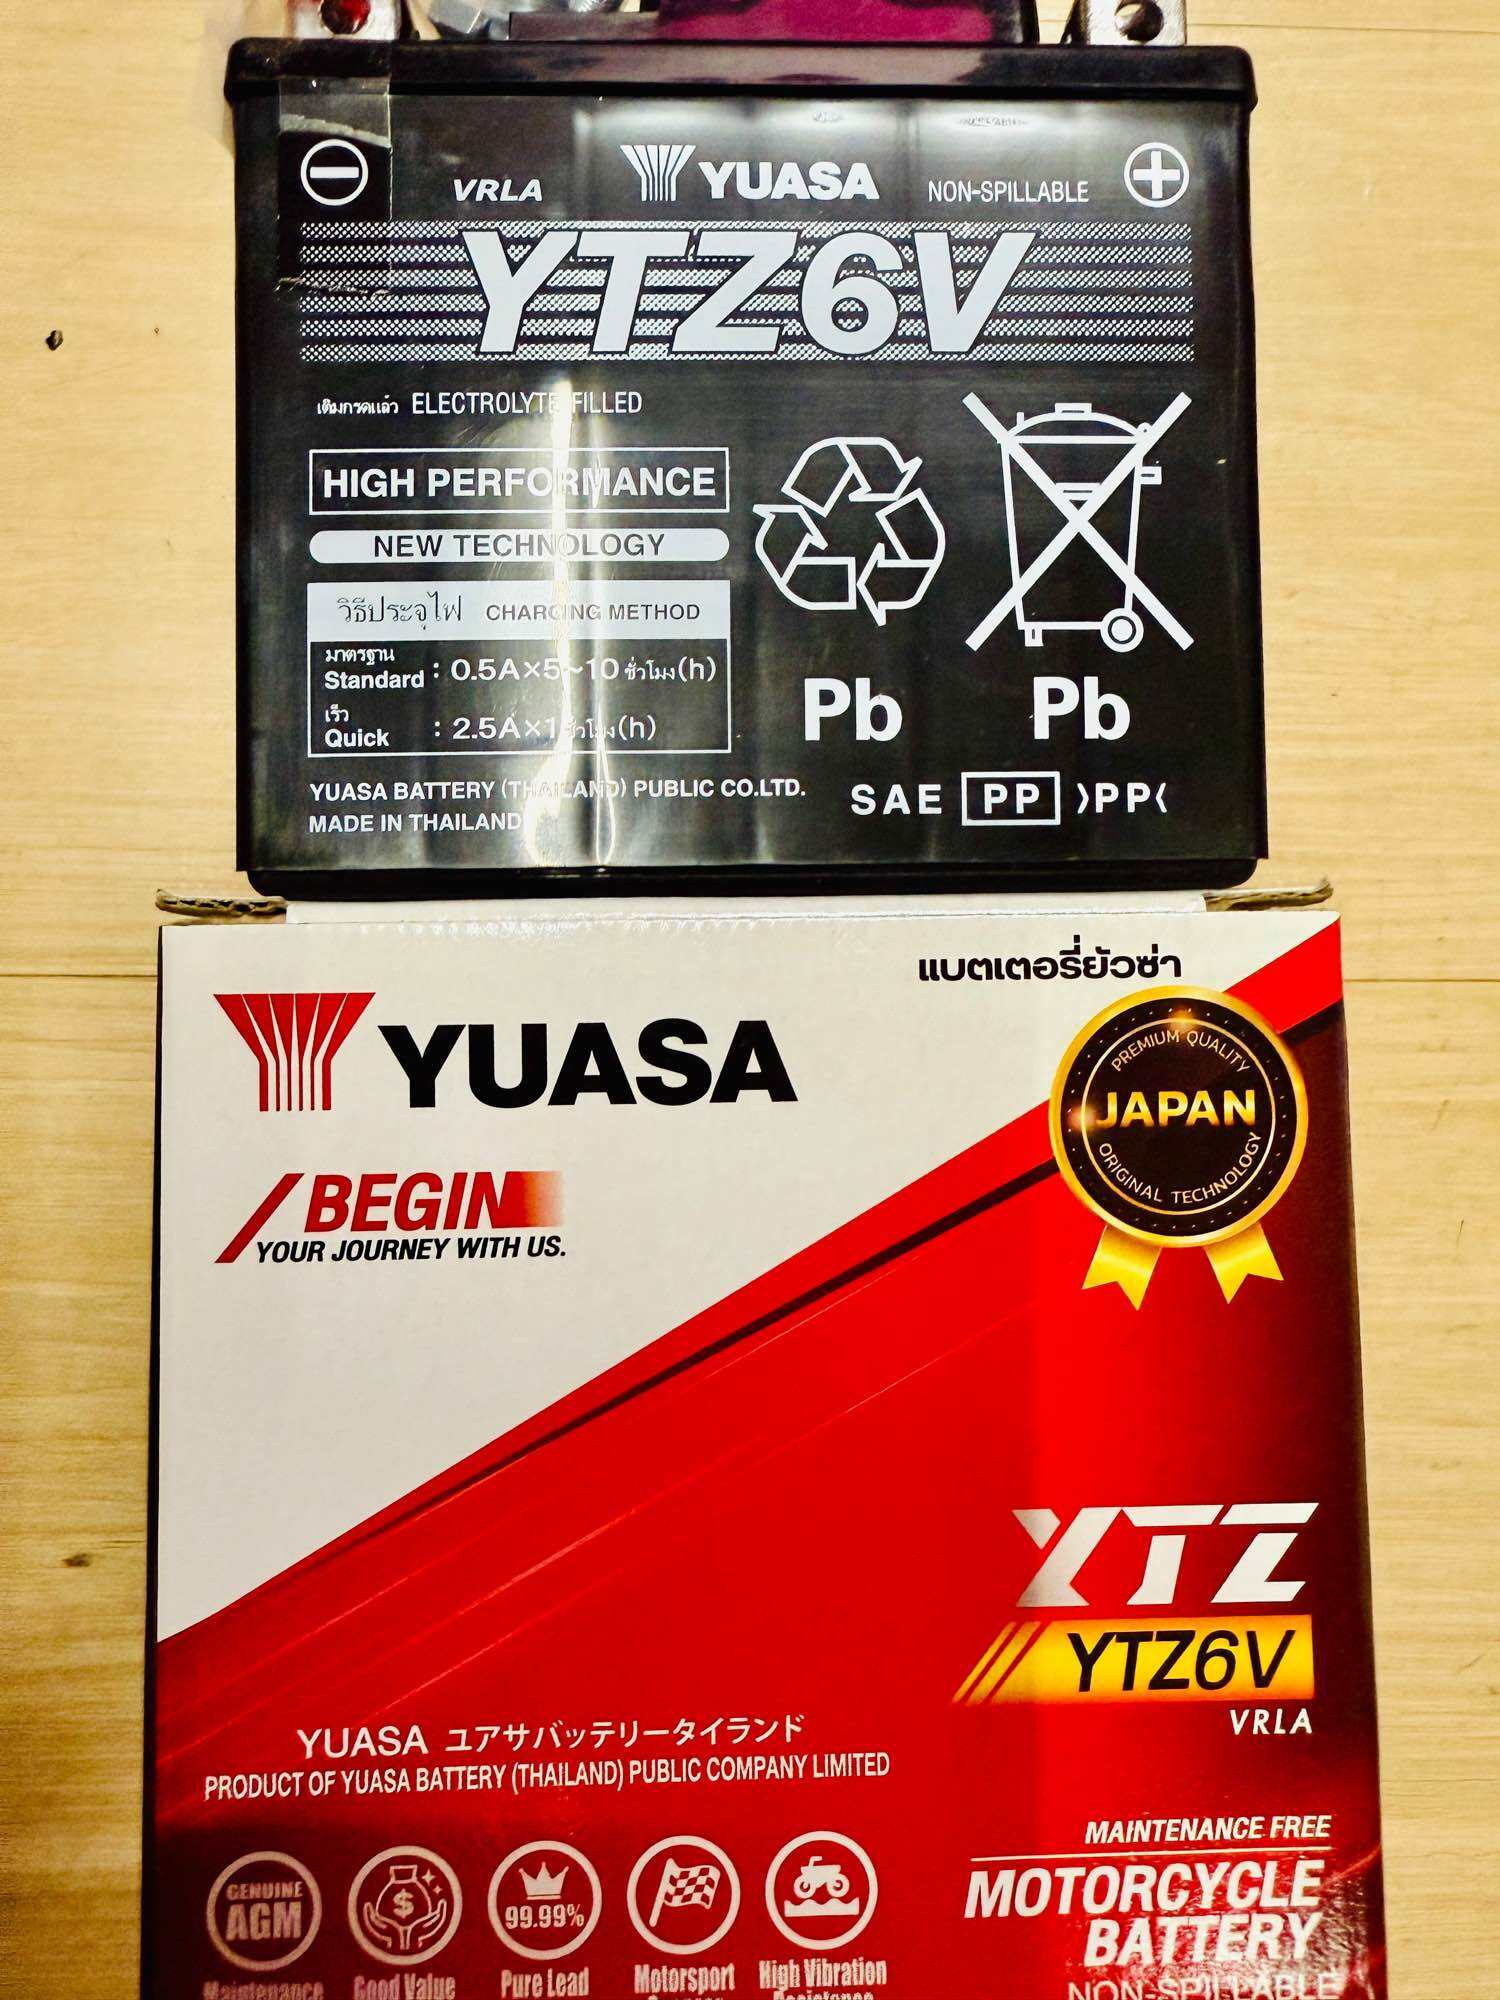 VRLA YUASA NON-SPILLABLE
YTZ6V
เติมกรดแล้ว ELECTROLYTE FILLED
HIGH PERFORMANCE
NEW TECHNOLOGY
วิธีประจุไฟ CHARGING METHOD
มาตรฐาน
Standard : 0.5A×5~10 ชั่วโมง(h)
เร็ว
Quick : 2.5A×1 ชั่วโมง(h)
Pb Pb
YUASA BATTERY (THAILAND) PUBLIC CO.LTD.
MADE IN THAILAND
SAE PP >PP<
แบตเตอรี่ยัวซ่า
YUASA
PREMIUM QUALITY
JAPAN
ORIGINAL TECHNOLOGY
BEGIN
YOUR JOURNEY WITH US.
YTZ
YTZ6V
VRLA
YUASA ユアサバッテリータイランド
PRODUCT OF YUASA BATTERY (THAILAND) PUBLIC COMPANY LIMITED
MAINTENANCE FREE
MOTORCYCLE
BATTERY
NON-SPILLABLE
GENUINE
AGM
Maintenance
$
Good Value
99.99%
Pure Lead
Motorsport
High Vibration
Resistance